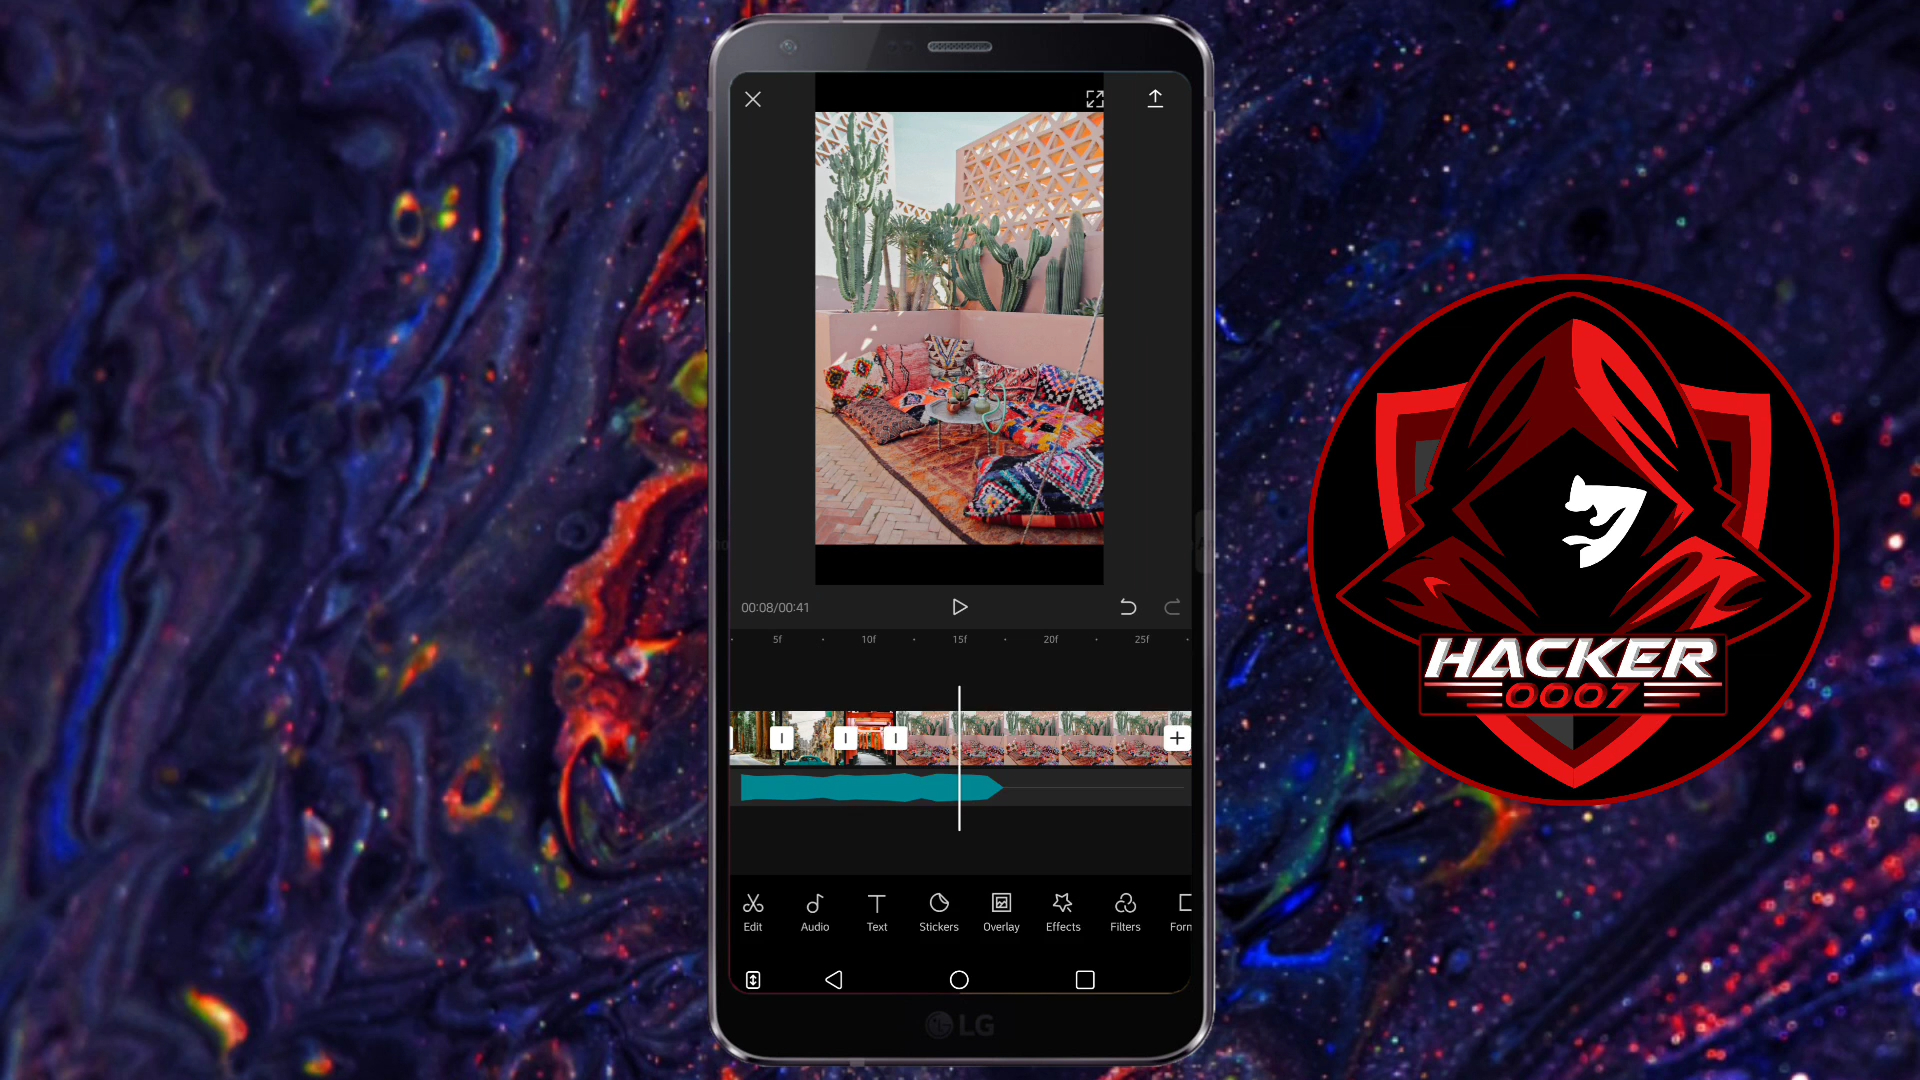 00:08/00:41
5f 10f 15f 20f 25f
Edit Audio Text Stickers Overlay Effects Filters Forn
LG
HACKER
0007